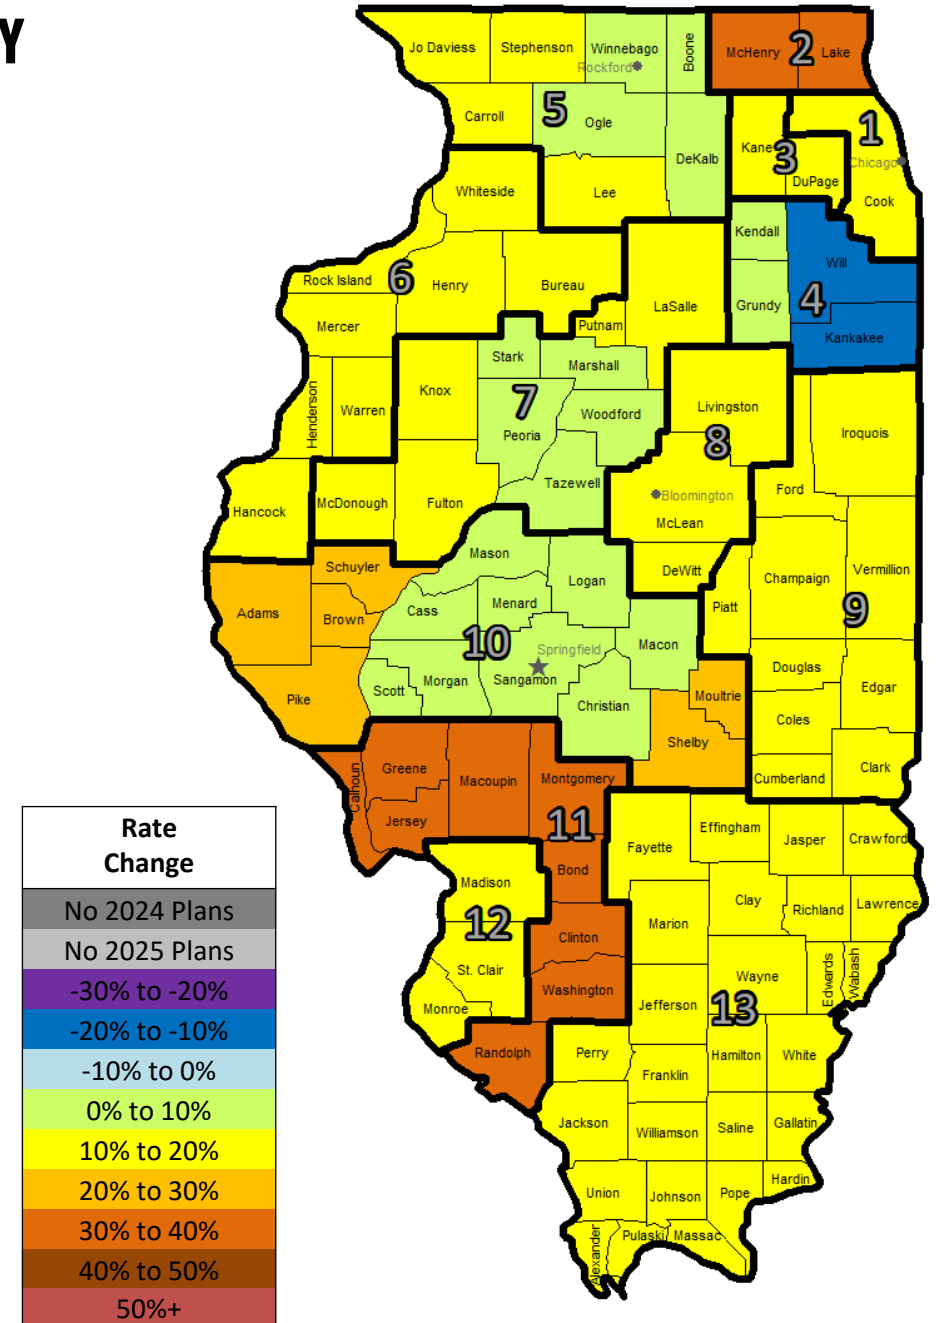 Y
Jo Daviess
Stephenson
Winnebago
Rockford
Boone
McHenry
2
Lake
Carroll
5
Ogle
DeKalb
Kane
3
DuPage
1
Chicago
Cook
Whiteside
Lee
Kendall
Will
Rock Island
6
Henry
Bureau
LaSalle
Grundy
4
Kankakee
Mercer
Putnam
Stark
Marshall
Henderson
Warren
Knox
7
Peoria
Woodford
Livingston
8
Iroquois
Tazewell
Bloomington
McLean
Ford
Hancock
McDonough
Fulton
Mason
Logan
DeWitt
Champaign
Vermillion
Schuyler
Adams
Brown
Cass
Menard
Piatt
9
10
Springfield
Sangamon
Macon
Douglas
Edgar
Pike
Scott
Morgan
Christian
Moultrie
Shelby
Coles
Cumberland
Clark
Calhoun
Greene
Jersey
Macoupin
Montgomery
11
Bond
Fayette
Effingham
Jasper
Crawford
Madison
12
St. Clair
Monroe
Clinton
Washington
Marion
Clay
Richland
Lawrence
Wayne
Edwards
Wabash
Jefferson
13
Randolph
Perry
Franklin
Hamilton
White
Jackson
Williamson
Saline
Gallatin
Union
Johnson
Pope
Hardin
Alexander
Pulaski
Massac
Rate
Change
No 2024 Plans
No 2025 Plans
-30% to -20%
-20% to -10%
-10% to 0%
0% to 10%
10% to 20%
20% to 30%
30% to 40%
40% to 50%
50%+